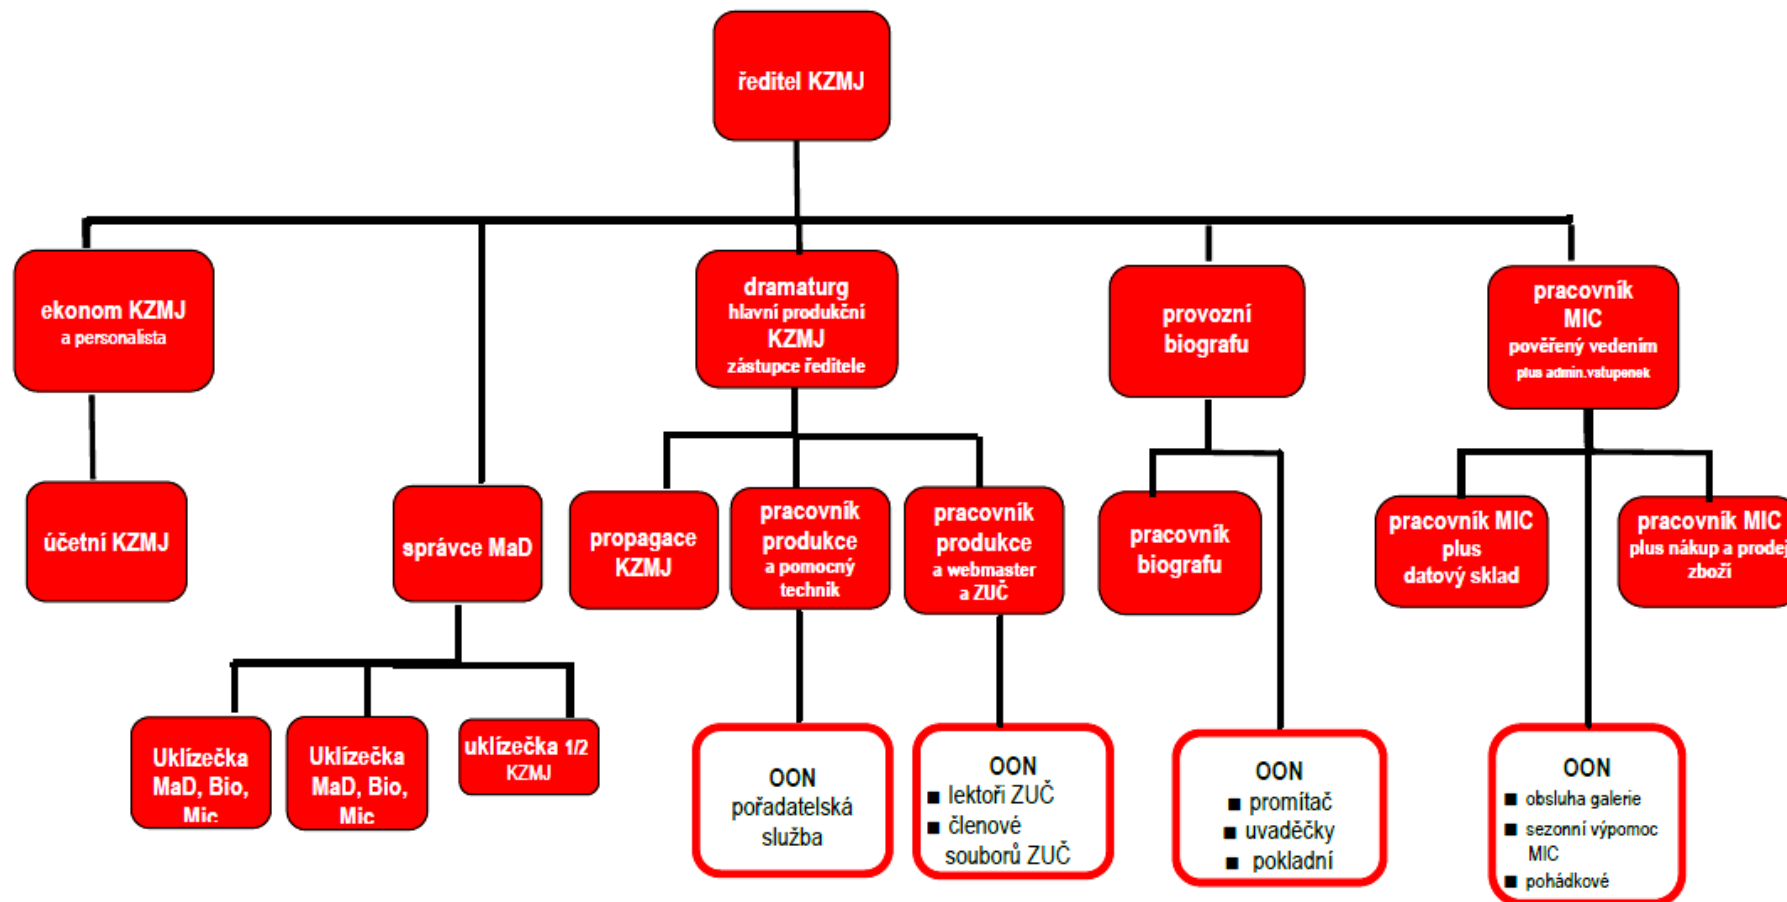 ředitel KZMJ
ekonom KZMJ
a personalista
dramaturg
hlavní produkční
KZMJ
zástupce ředitele
provozní
biografu
pracovník
MIC
pověřený vedením
plus admin.vstupenek
účetní KZMJ
správce MaD
propagace
KZMJ
pracovník
produkce
a pomocný
technik
pracovník
produkce
a webmaster
a ZUČ
pracovník
biografu
pracovník MIC
plus
datový sklad
pracovník MIC
plus nákup a prodej
zboží
Uklízečka
MaD, Bio,
Mic
Uklízečka
MaD, Bio,
Mic
uklízečka 1/2
KZMJ
OON
pořadatelská
služba
OON
■ lektoři ZUČ
■ členové
souborů ZUČ
OON
■ promítač
■ uvaděčky
■ pokladní
OON
■ obsluha galerie
■ sezonní výpomoc
MIC
■ pohádkové